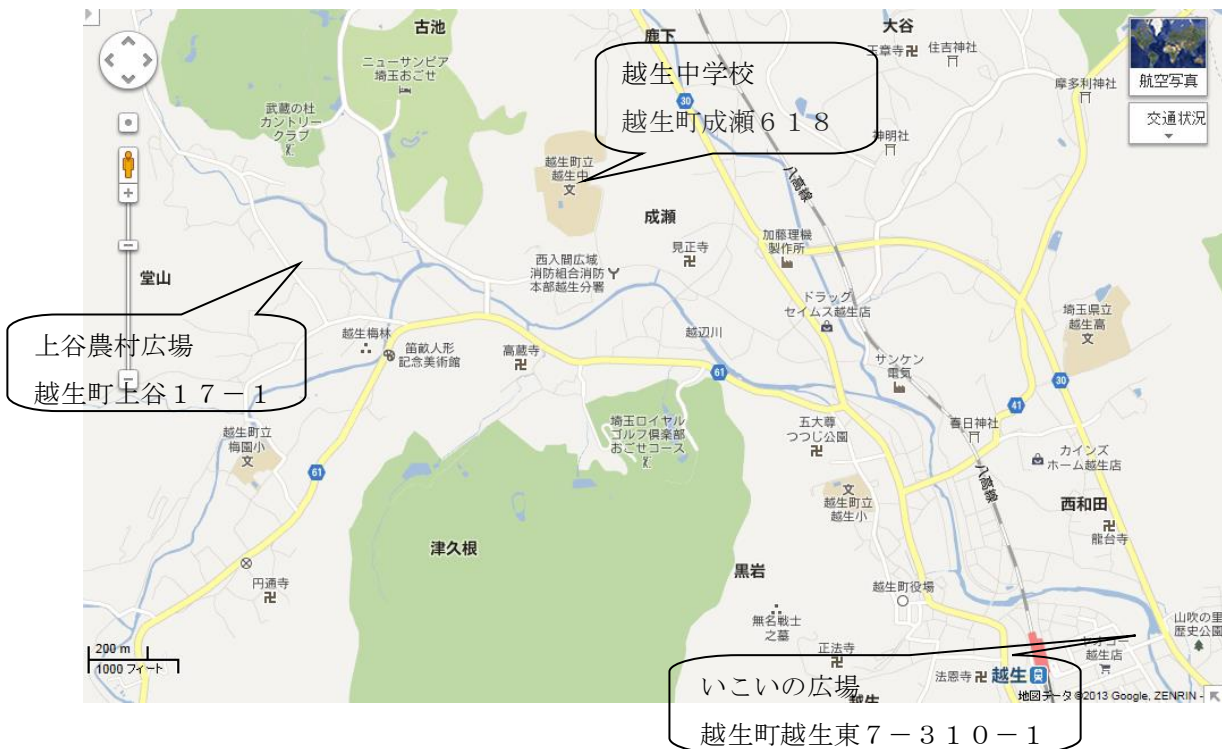 古池
鹿下
大谷
玉章寺
住吉神社
航空写真
交通状況
摩多利神社
ニューサンピア
埼玉おごせ
武蔵の杜
カントリー
クラブ
越生中学校
越生町成瀬618
30
神明社
八高線
越生町立
越生中
文
成瀬
見正寺
加藤理機
製作所
西入間広域
消防組合消防
本部越生分署
堂山
ドラッグ
セイムス越生店
埼玉県立
越生高
文
上谷農村広場
越生町上谷17-1
越生梅林
笛畝人形
記念美術館
高蔵寺
越辺川
サンケン
電気
61
30
41
埼玉ロイヤル
ゴルフ倶楽部
おごせコース
五大尊
つつじ公園
春日神社
カインズ
ホーム越生店
越生町立
梅園小
文
61
八高線
文
越生町立
越生小
西和田
龍台寺
津久根
黒岩
円通寺
越生町役場
無名戦士
之墓
山吹の里
歴史公園
200 m
1000 フィート
正法寺
ヤオコー
越生店
法恩寺
越生
いこいの広場
越生町越生東7-310-1
越生
地図データ ©2013 Google, ZENRIN -